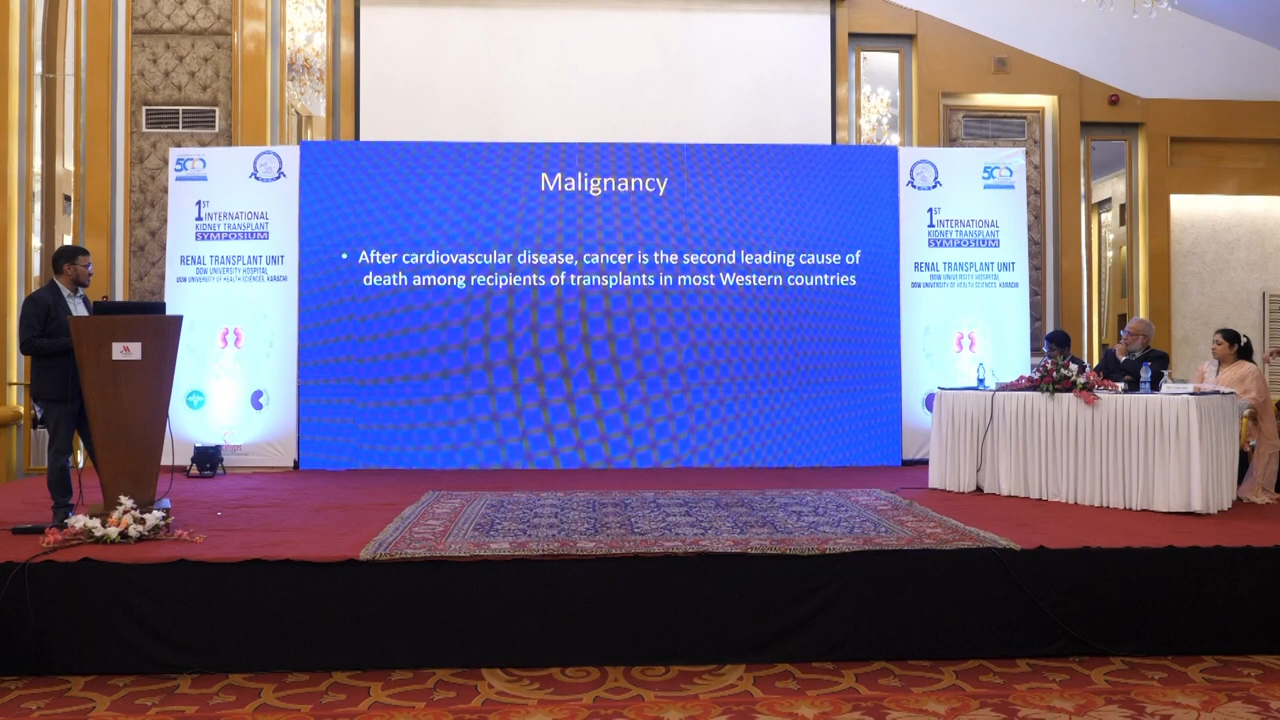 Malignancy
• After cardiovascular disease, cancer is the second leading cause of
death among recipients of transplants in most Western countries
500
1ST
INTERNATIONAL
KIDNEY TRANSPLANT
SYMPOSIUM
RENAL TRANSPLANT UNIT
DOW UNIVERSITY HOSPITAL
DOW UNIVERSITY OF HEALTH SCIENCES, KARACHI
500
1ST
INTERNATIONAL
KIDNEY TRANSPLANT
SYMPOSIUM
RENAL TRANSPLANT UNIT
DOW UNIVERSITY HOSPITAL
DOW UNIVERSITY OF HEALTH SCIENCES, KARACHI